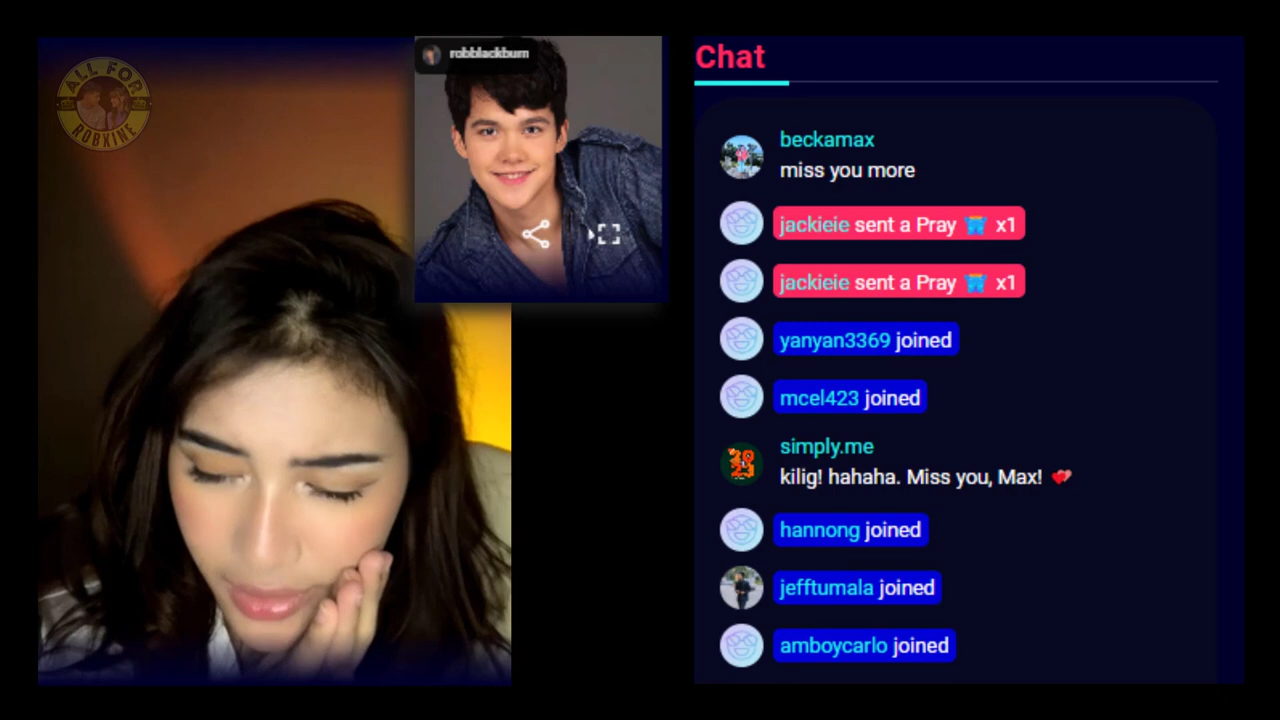 ALL FOR
ROBXINE
robblackburn
Chat
beckamax
miss you more
jackieie sent a Pray x1
jackieie sent a Pray x1
yanyan3369 joined
mcel423 joined
simply.me
kilig! hahaha. Miss you, Max! 💕
hannong joined
jefftumala joined
amboycarlo joined